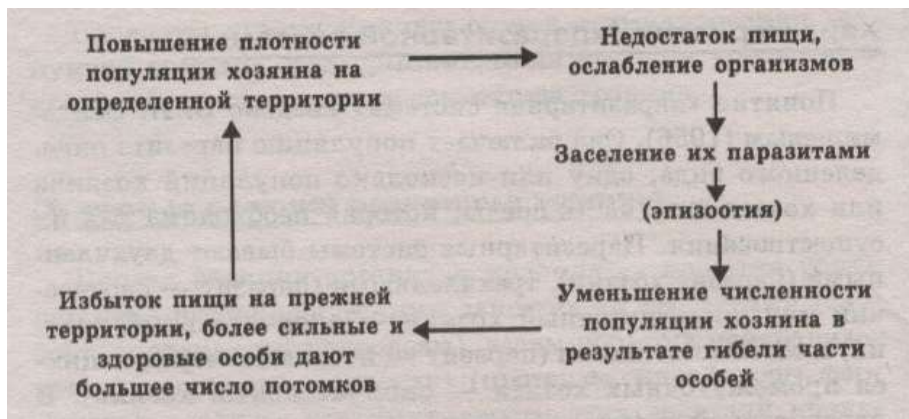 Повышение плотности
популяции хозяина на
определенной территории
Недостаток пищи,
ослабление организмов
Заселение их паразитами
(эпизоотия)
Уменьшение численности
популяции хозяина в
результате гибели части
особей
Избыток пищи на прежней
территории, более сильные и
здоровые особи дают
большее число потомков